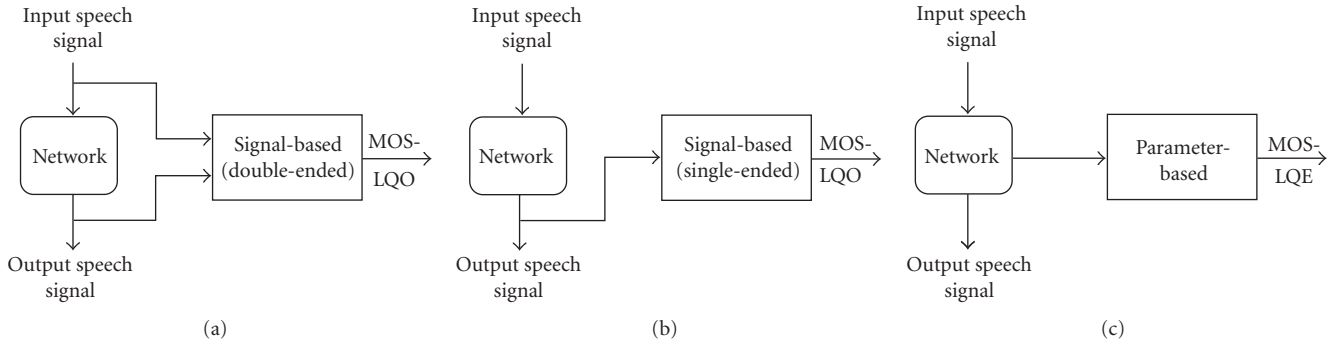 Input speech
signal
Network
Signal-based
(double-ended)
MOS-
LQO
Output speech
signal
(a)
Input speech
signal
Network
Signal-based
(single-ended)
MOS-
LQO
Output speech
signal
(b)
Input speech
signal
Network
Parameter-
based
MOS-
LQE
Output speech
signal
(c)